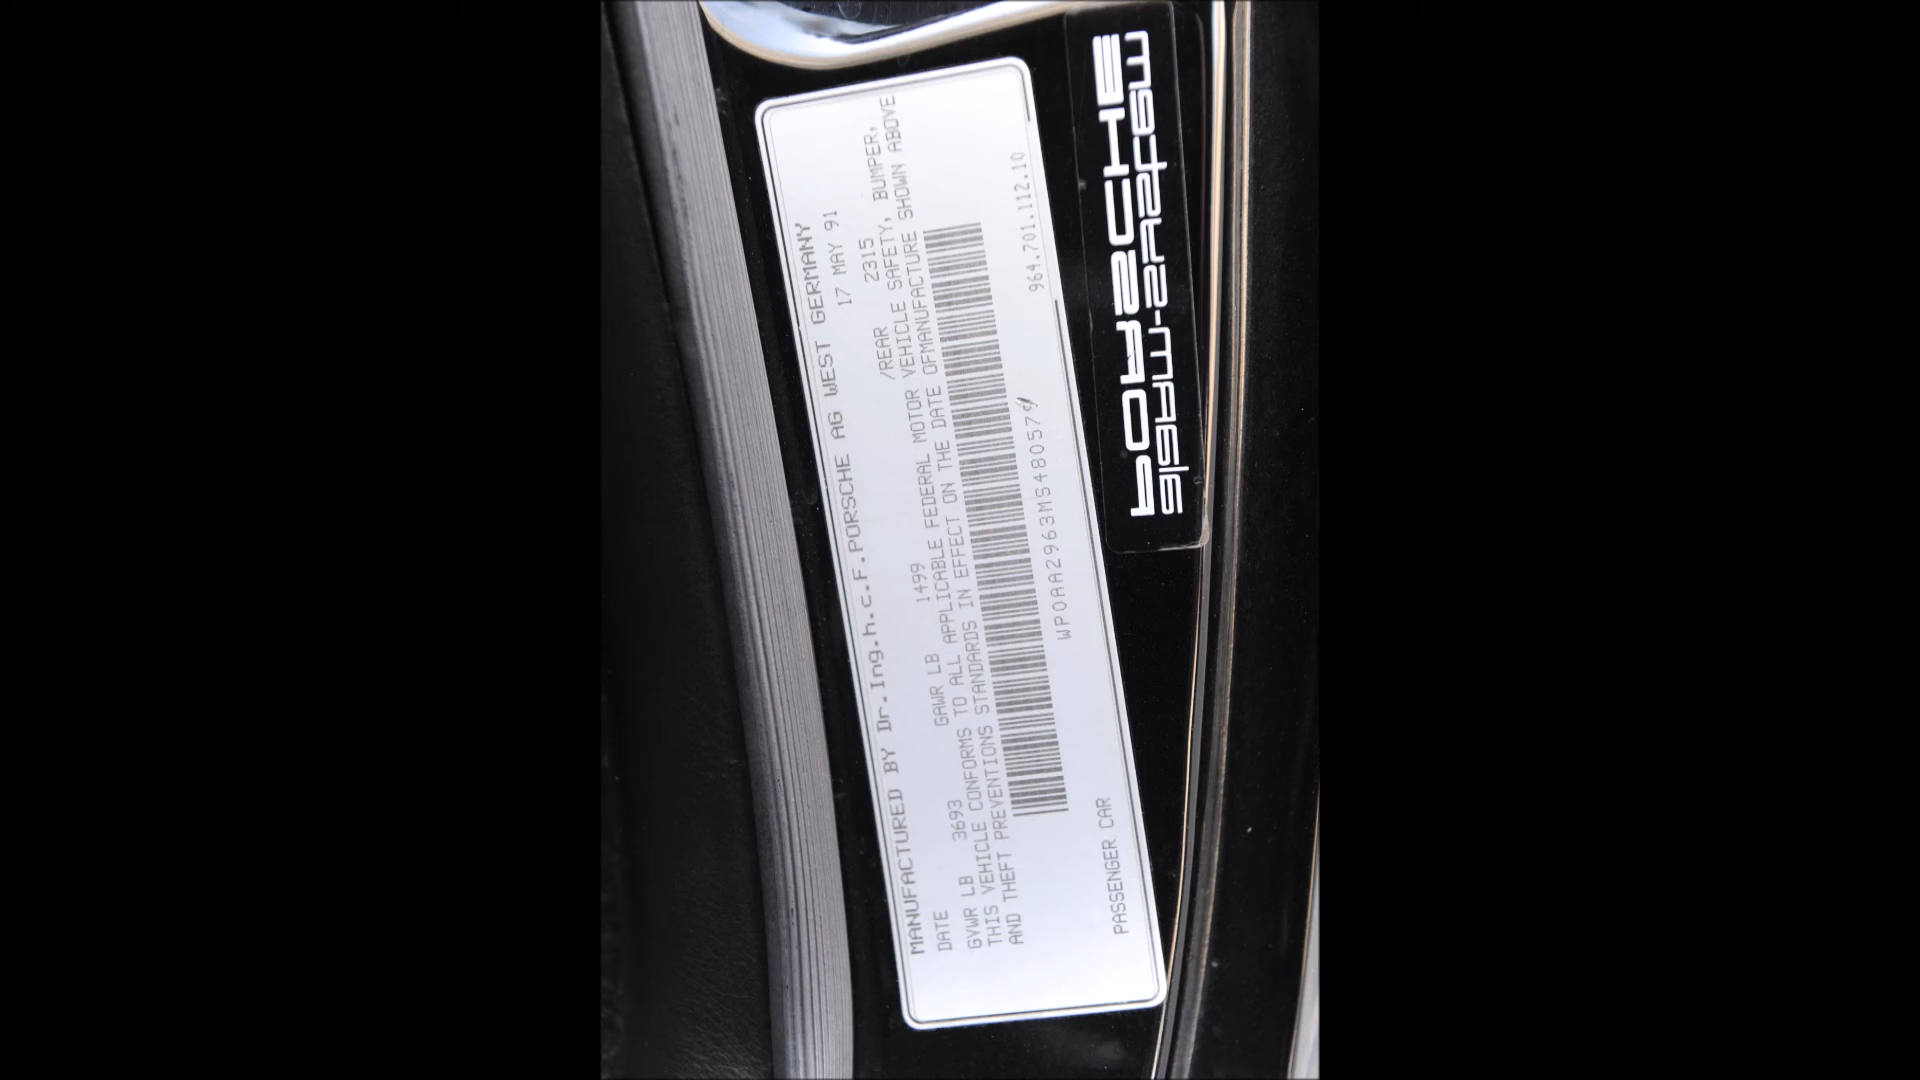 MANUFACTURED BY Dr.Ing.h.c.F.PORSCHE AG WEST GERMANY
DATE 17 MAY 91
GVWR LB 3693 GAWR LB 1499 /REAR 2315
THIS VEHICLE CONFORMS TO ALL APPLICABLE FEDERAL MOTOR VEHICLE SAFETY, BUMPER,
AND THEFT PREVENTIONS STANDARDS IN EFFECT ON THE DATE OFMANUFACTURE SHOWN ABOVE
WP0AA2963MS480579
PASSENGER CAR 964.701.112.10
PORSCHE